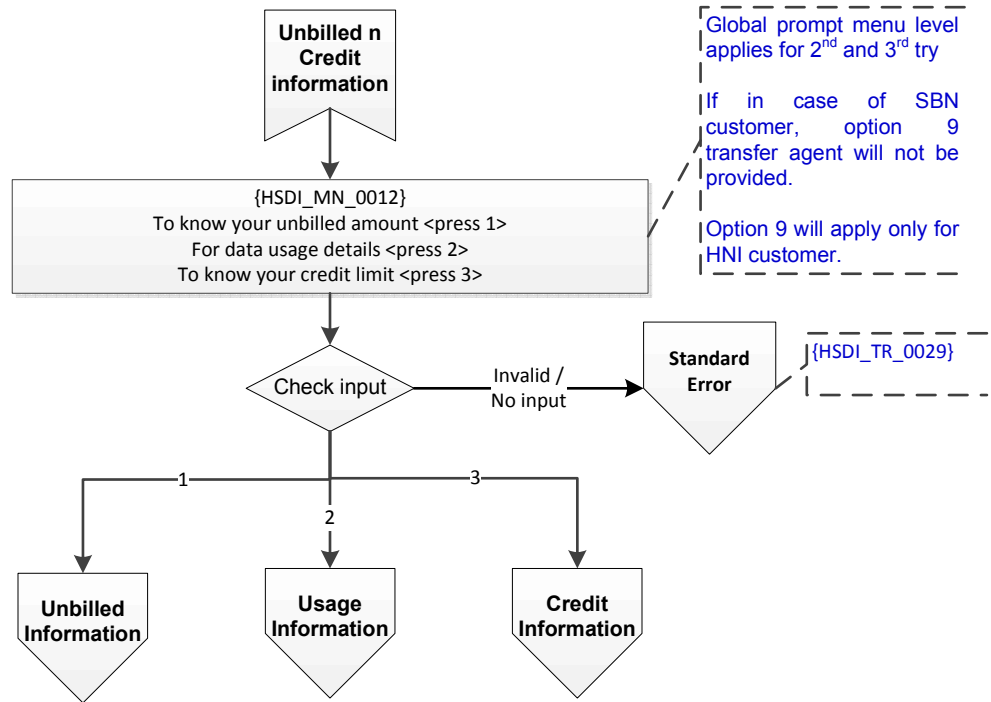 Unbilled n
Credit
information
Global prompt menu level
applies for 2nd and 3rd try
If in case of SBN
customer, option 9
transfer agent will not be
provided.
Option 9 will apply only for
HNI customer.
{HSDI_MN_0012}
To know your unbilled amount <press 1>
For data usage details <press 2>
To know your credit limit <press 3>
Check input
Invalid /
No input
Standard
Error
{HSDI_TR_0029}
1
2
3
Unbilled
Information
Usage
Information
Credit
Information